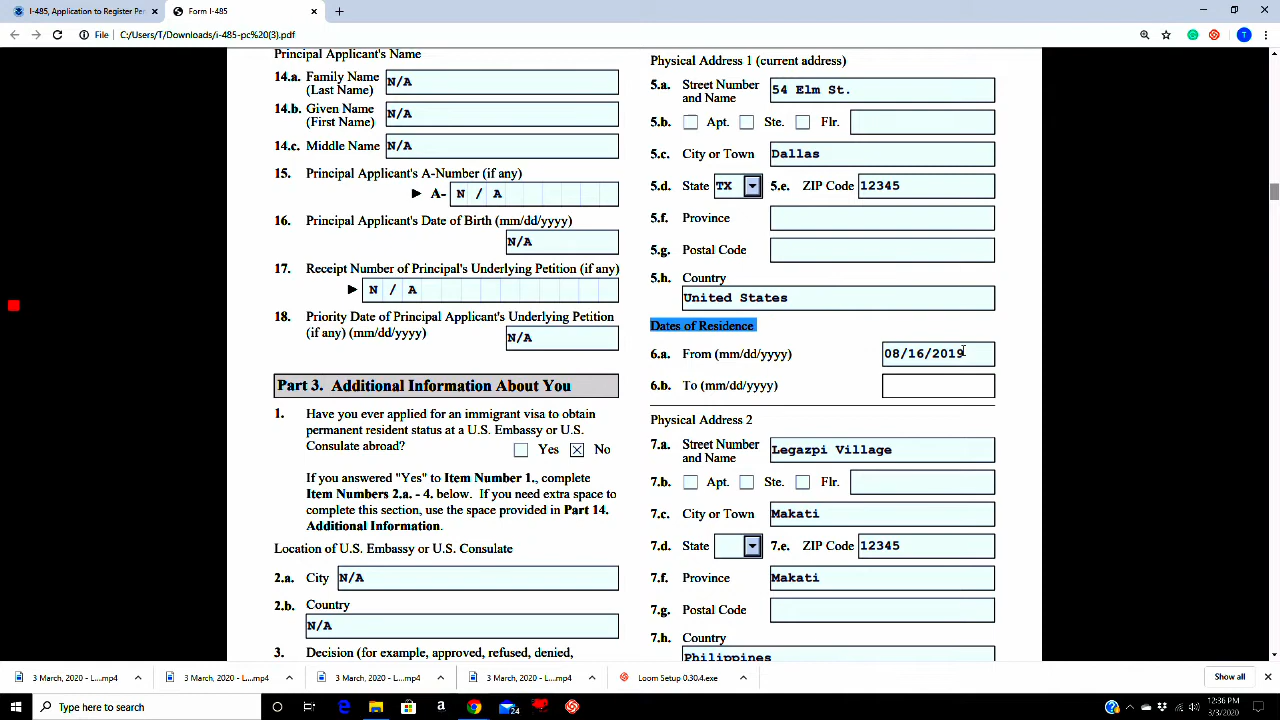 I-485, Application to Register Per
Form I-485
File
C:/Users/T/Downloads/i-485-pc%20(3).pdf
T
Principal Applicant's Name
14.a. Family Name (Last Name) N/A
14.b. Given Name (First Name) N/A
14.c. Middle Name N/A
15. Principal Applicant's A-Number (if any)
A- N / A
16. Principal Applicant's Date of Birth (mm/dd/yyyy)
N/A
17. Receipt Number of Principal's Underlying Petition (if any)
N / A
18. Priority Date of Principal Applicant's Underlying Petition
(if any) (mm/dd/yyyy) N/A
Part 3. Additional Information About You
1. Have you ever applied for an immigrant visa to obtain
permanent resident status at a U.S. Embassy or U.S.
Consulate abroad? Yes No
If you answered "Yes" to Item Number 1., complete
Item Numbers 2.a. - 4. below. If you need extra space to
complete this section, use the space provided in Part 14.
Additional Information.
Location of U.S. Embassy or U.S. Consulate
2.a. City N/A
2.b. Country
N/A
3. Decision (for example, approved, refused, denied,
Physical Address 1 (current address)
5.a. Street Number and Name 54 Elm St.
5.b. Apt. Ste. Flr.
5.c. City or Town Dallas
5.d. State TX 5.e. ZIP Code 12345
5.f. Province
5.g. Postal Code
5.h. Country
United States
Dates of Residence
6.a. From (mm/dd/yyyy) 08/16/2019
6.b. To (mm/dd/yyyy)
Physical Address 2
7.a. Street Number and Name Legazpi Village
7.b. Apt. Ste. Flr.
7.c. City or Town Makati
7.d. State 7.e. ZIP Code 12345
7.f. Province Makati
7.g. Postal Code
7.h. Country
Philippines
3 March, 2020 - L....mp4
3 March, 2020 - L....mp4
3 March, 2020 - L....mp4
3 March, 2020 - L....mp4
Loom Setup 0.30.4.exe
Show all
Type here to search
a
24
12:36 PM
3/3/2020